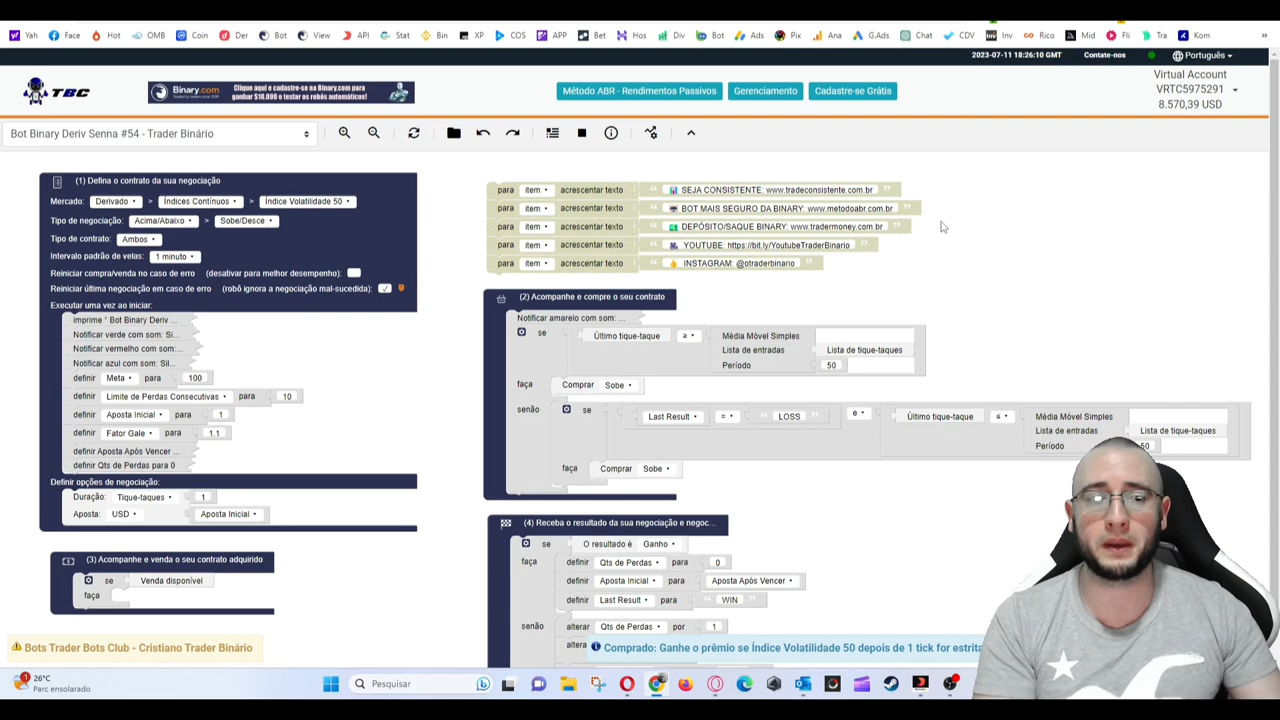 Yah Face Hot OMB Coin Der Bot View API Stat Bin XP COS APP Bet Hos Div Bot Ads Pix Ana G.Ads Chat CDV Inv Rico Mid Fli Tra Kom »
2023-07-11 18:26:10 GMT Contate-nos Português
TBC
Binary.com Clique aqui e cadastre-se na Binary.com para
ganhar $10.000 e testar os robôs automáticos!
Método ABR - Rendimentos Passivos Gerenciamento Cadastre-se Grátis
Virtual Account
VRTC5975291
8.570,39 USD
Bot Binary Deriv Senna #54 - Trader Binário
(1) Defina o contrato da sua negociação
Mercado: Derivado > Índices Contínuos > Índice Volatilidade 50
Tipo de negociação: Acima/Abaixo > Sobe/Desce
Tipo de contrato: Ambos
Intervalo padrão de velas: 1 minuto
Reiniciar compra/venda no caso de erro (desativar para melhor desempenho):
Reiniciar última negociação em caso de erro (robô ignora a negociação mal-sucedida): ✓
Executar uma vez ao iniciar:
imprime “ Bot Binary Deriv ...
Notificar verde com som: Si...
Notificar vermelho com som:...
Notificar azul com som: Sil...
definir Meta para 100
definir Limite de Perdas Consecutivas para 10
definir Aposta Inicial para 1
definir Fator Gale para 1.1
definir Aposta Após Vencer ...
definir Qts de Perdas para 0
Definir opções de negociação:
Duração: Tique-taques 1
Aposta: USD Aposta Inicial
(3) Acompanhe e venda o seu contrato adquirido
se Venda disponível
faça
para item acrescentar texto “ SEJA CONSISTENTE: www.tradeconsistente.com.br ”
para item acrescentar texto “ BOT MAIS SEGURO DA BINARY: www.metodoabr.com.br ”
para item acrescentar texto “ DEPÓSITO/SAQUE BINARY: www.tradermoney.com.br ”
para item acrescentar texto “ YOUTUBE: https://bit.ly/YoutubeTraderBinario ”
para item acrescentar texto “ INSTAGRAM: @otraderbinario ”
(2) Acompanhe e compre o seu contrato
Notificar amarelo com som: ...
se Último tique-taque ≥ Média Móvel Simples
Lista de entradas Lista de tique-taques
Período 50
faça Comprar Sobe
senão se Last Result = “ LOSS ” e Último tique-taque ≤ Média Móvel Simples
Lista de entradas Lista de tique-taques
Período 50
faça Comprar Sobe
(4) Receba o resultado da sua negociação e negoc...
se O resultado é Ganho
faça definir Qts de Perdas para 0
definir Aposta Inicial para Aposta Após Vencer
definir Last Result para “ WIN ”
senão alterar Qts de Perdas por 1
altera
Bots Trader Bots Club - Cristiano Trader Binário
Comprado: Ganhe o prêmio se Índice Volatilidade 50 depois de 1 tick for estrita
1
26°C
Parc ensolarado
Pesquisar